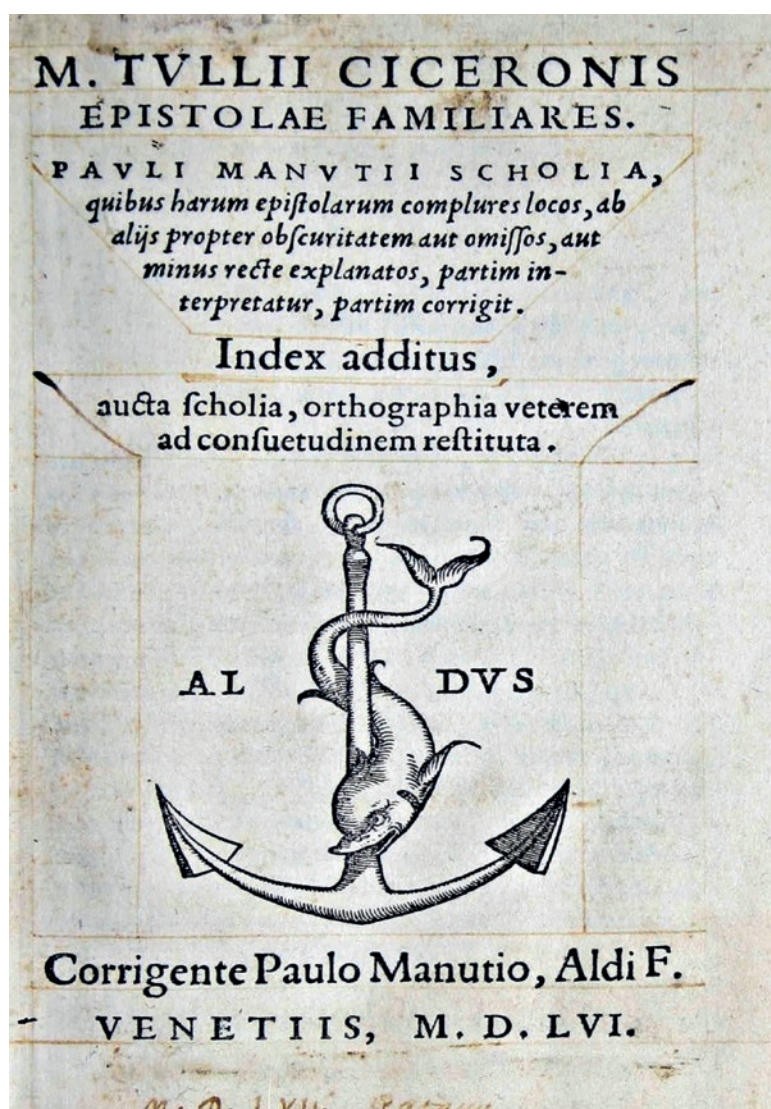 M. TVLLII CICERONIS
EPISTOLAE FAMILIARES.
PAVLI MANVTII SCHOLIA,
quibus harum epiſtolarum complures locos, ab
alijs propter obſcuritatem aut omiſſos, aut
minus recte explanatos, partim in-
terpretatur, partim corrigit.
Index additus,
aucta ſcholia, orthographia veterem
ad conſuetudinem reſtituta.
AL DVS
Corrigente Paulo Manutio, Aldi F.
VENETIIS, M. D. LVI.